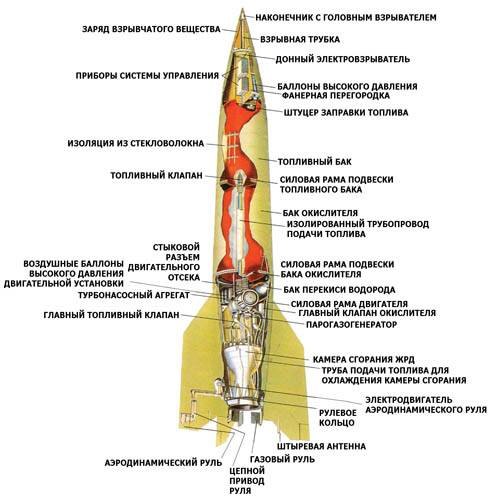 НАКОНЕЧНИК С ГОЛОВНЫМ ВЗРЫВАТЕЛЕМ
ЗАРЯД ВЗРЫВЧАТОГО ВЕЩЕСТВА
ВЗРЫВНАЯ ТРУБКА
ДОННЫЙ ЭЛЕКТРОВЗРЫВАТЕЛЬ
ПРИБОРЫ СИСТЕМЫ УПРАВЛЕНИЯ
БАЛЛОНЫ ВЫСОКОГО ДАВЛЕНИЯ
ФАНЕРНАЯ ПЕРЕГОРОДКА
ШТУЦЕР ЗАПРАВКИ ТОПЛИВА
ИЗОЛЯЦИЯ ИЗ СТЕКЛОВОЛОКНА
ТОПЛИВНЫЙ БАК
ТОПЛИВНЫЙ КЛАПАН
СИЛОВАЯ РАМА ПОДВЕСКИ
ТОПЛИВНОГО БАКА
БАК ОКИСЛИТЕЛЯ
ИЗОЛИРОВАННЫЙ ТРУБОПРОВОД
ПОДАЧИ ТОПЛИВА
СТЫКОВОЙ
РАЗЪЕМ
ДВИГАТЕЛЬНОГО
ОТСЕКА
СИЛОВАЯ РАМА ПОДВЕСКИ
БАКА ОКИСЛИТЕЛЯ
ВОЗДУШНЫЕ БАЛЛОНЫ
ВЫСОКОГО ДАВЛЕНИЯ
ДВИГАТЕЛЬНОЙ УСТАНОВКИ
БАК ПЕРЕКИСИ ВОДОРОДА
ТУРБОНАСОСНЫЙ АГРЕГАТ
СИЛОВАЯ РАМА ДВИГАТЕЛЯ
ГЛАВНЫЙ КЛАПАН ОКИСЛИТЕЛЯ
ГЛАВНЫЙ ТОПЛИВНЫЙ КЛАПАН
ПАРОГАЗОГЕНЕРАТОР
КАМЕРА СГОРАНИЯ ЖРД
ТРУБА ПОДАЧИ ТОПЛИВА ДЛЯ
ОХЛАЖДЕНИЯ КАМЕРЫ СГОРАНИЯ
ЭЛЕКТРОДВИГАТЕЛЬ
АЭРОДИНАМИЧЕСКОГО РУЛЯ
РУЛЕВОЕ
КОЛЬЦО
ШТЫРЕВАЯ АНТЕННА
ГАЗОВЫЙ РУЛЬ
АЭРОДИНАМИЧЕСКИЙ РУЛЬ
ЦЕПНОЙ
ПРИВОД
РУЛЯ